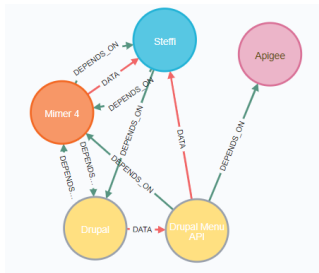 Steffi
Apigee
DEPENDS_ON
DATA
DEPENDS_ON
Mimer 4
DEPENDS_ON
DATA
DEPENDS_ON
DEPENDS...
DEPENDS...
DEPENDS_ON
Drupal
DATA
Drupal Menu
API